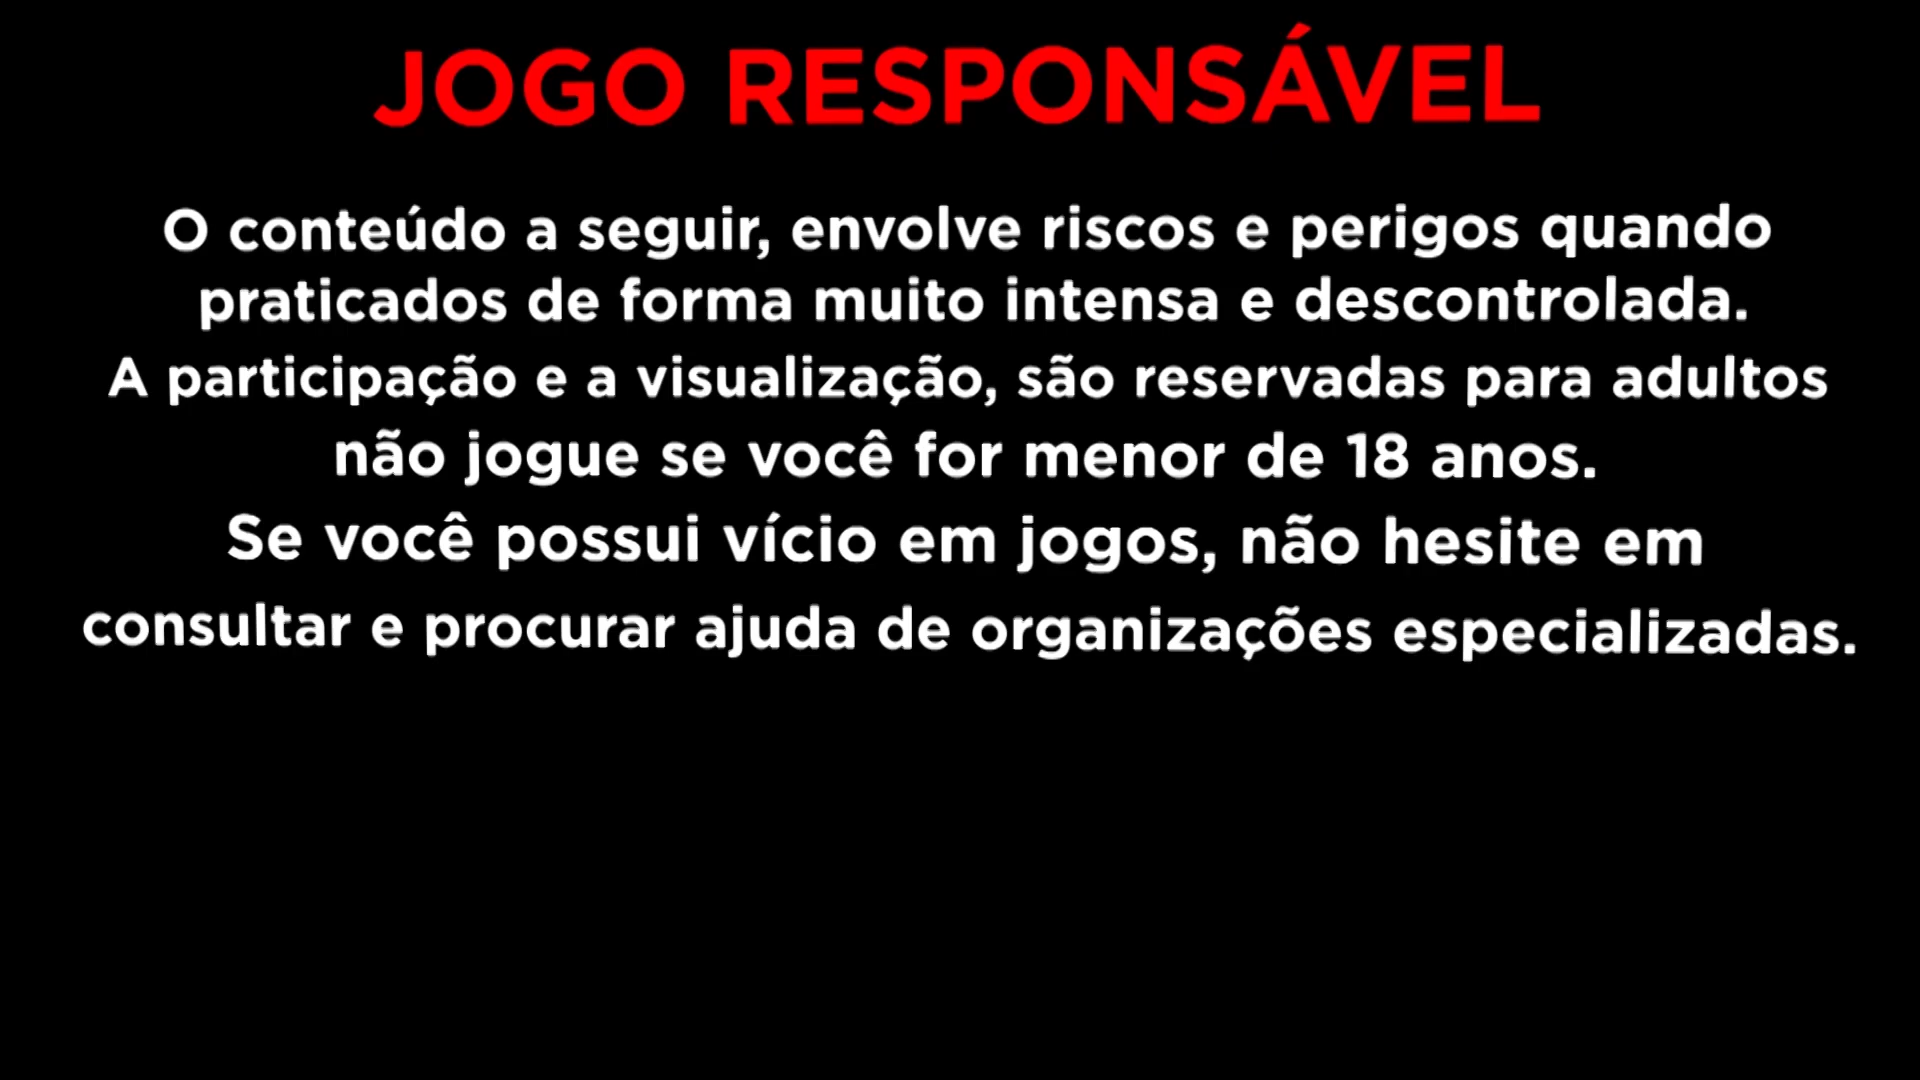 JOGO RESPONSÁVEL
O conteúdo a seguir, envolve riscos e perigos quando
praticados de forma muito intensa e descontrolada.
A participação e a visualização, são reservadas para adultos
não jogue se você for menor de 18 anos.
Se você possui vício em jogos, não hesite em
consultar e procurar ajuda de organizações especializadas.